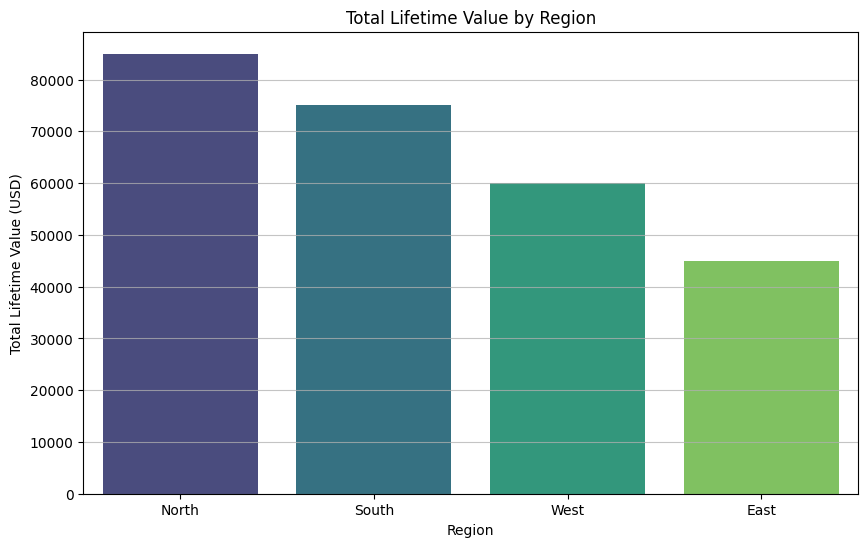 Total Lifetime Value by Region
Total Lifetime Value (USD)
80000
70000
60000
50000
40000
30000
20000
10000
0
North South West East
Region